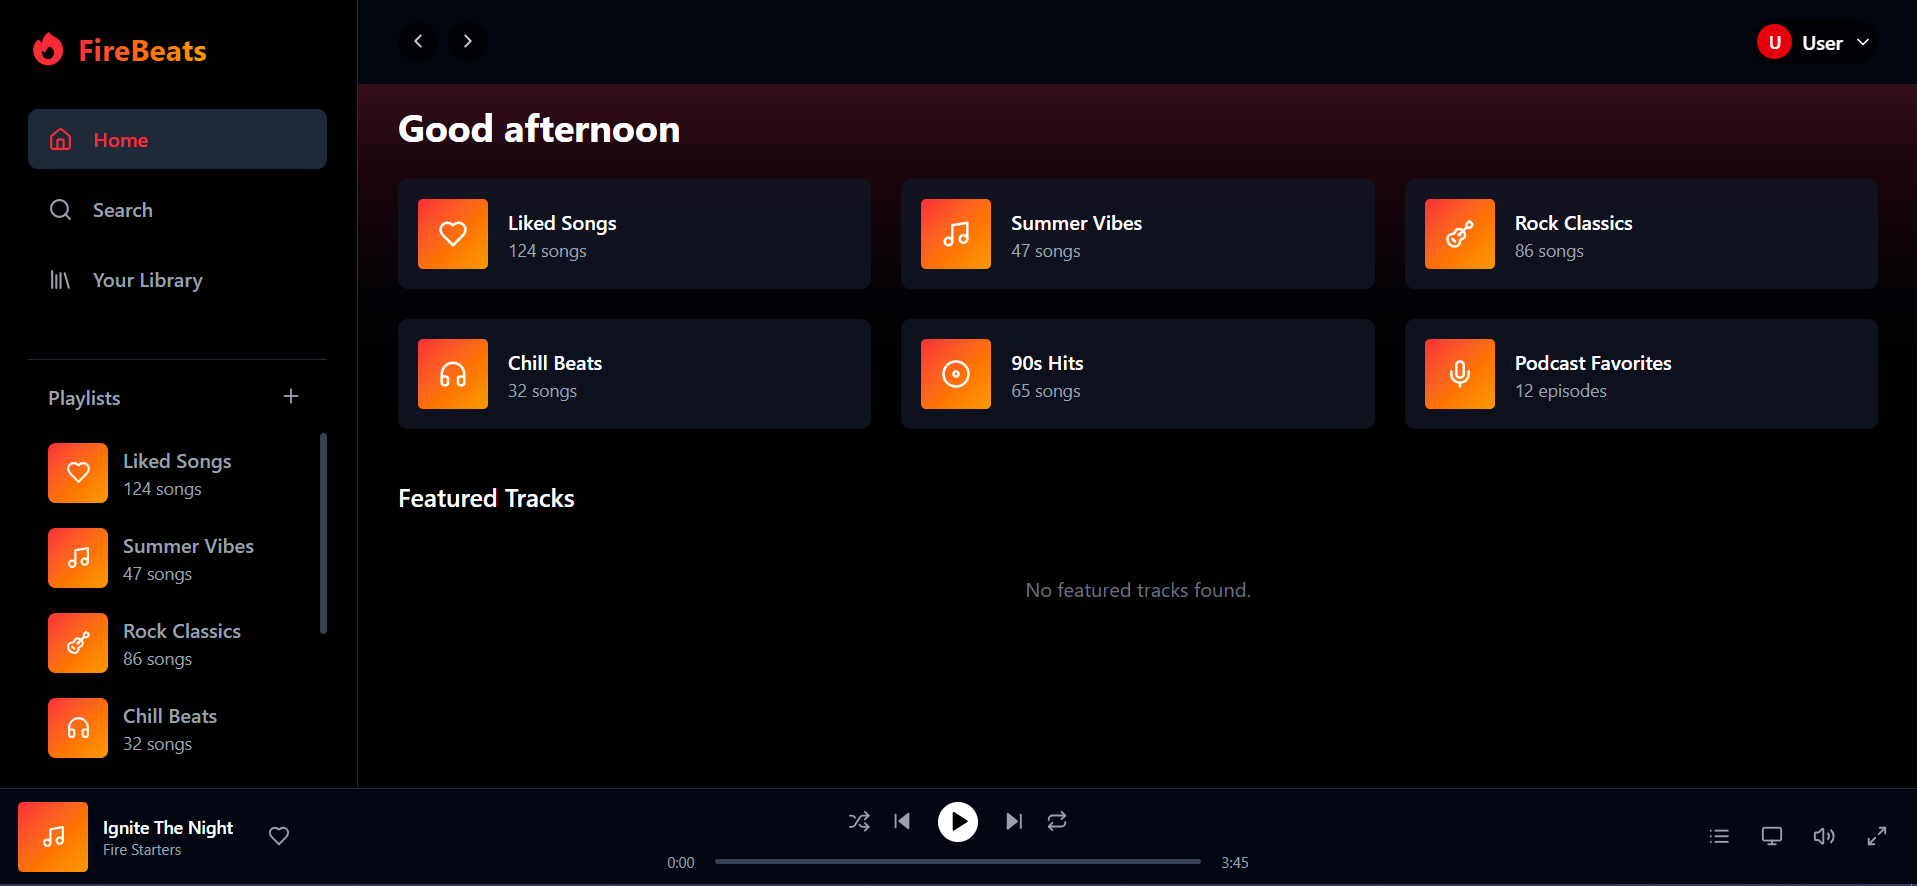 FireBeats
Home
Search
Your Library
Playlists
Liked Songs
124 songs
Summer Vibes
47 songs
Rock Classics
86 songs
Chill Beats
32 songs
U User
Good afternoon
Liked Songs
124 songs
Summer Vibes
47 songs
Rock Classics
86 songs
Chill Beats
32 songs
90s Hits
65 songs
Podcast Favorites
12 episodes
Featured Tracks
No featured tracks found.
Ignite The Night
Fire Starters
0:00
3:45